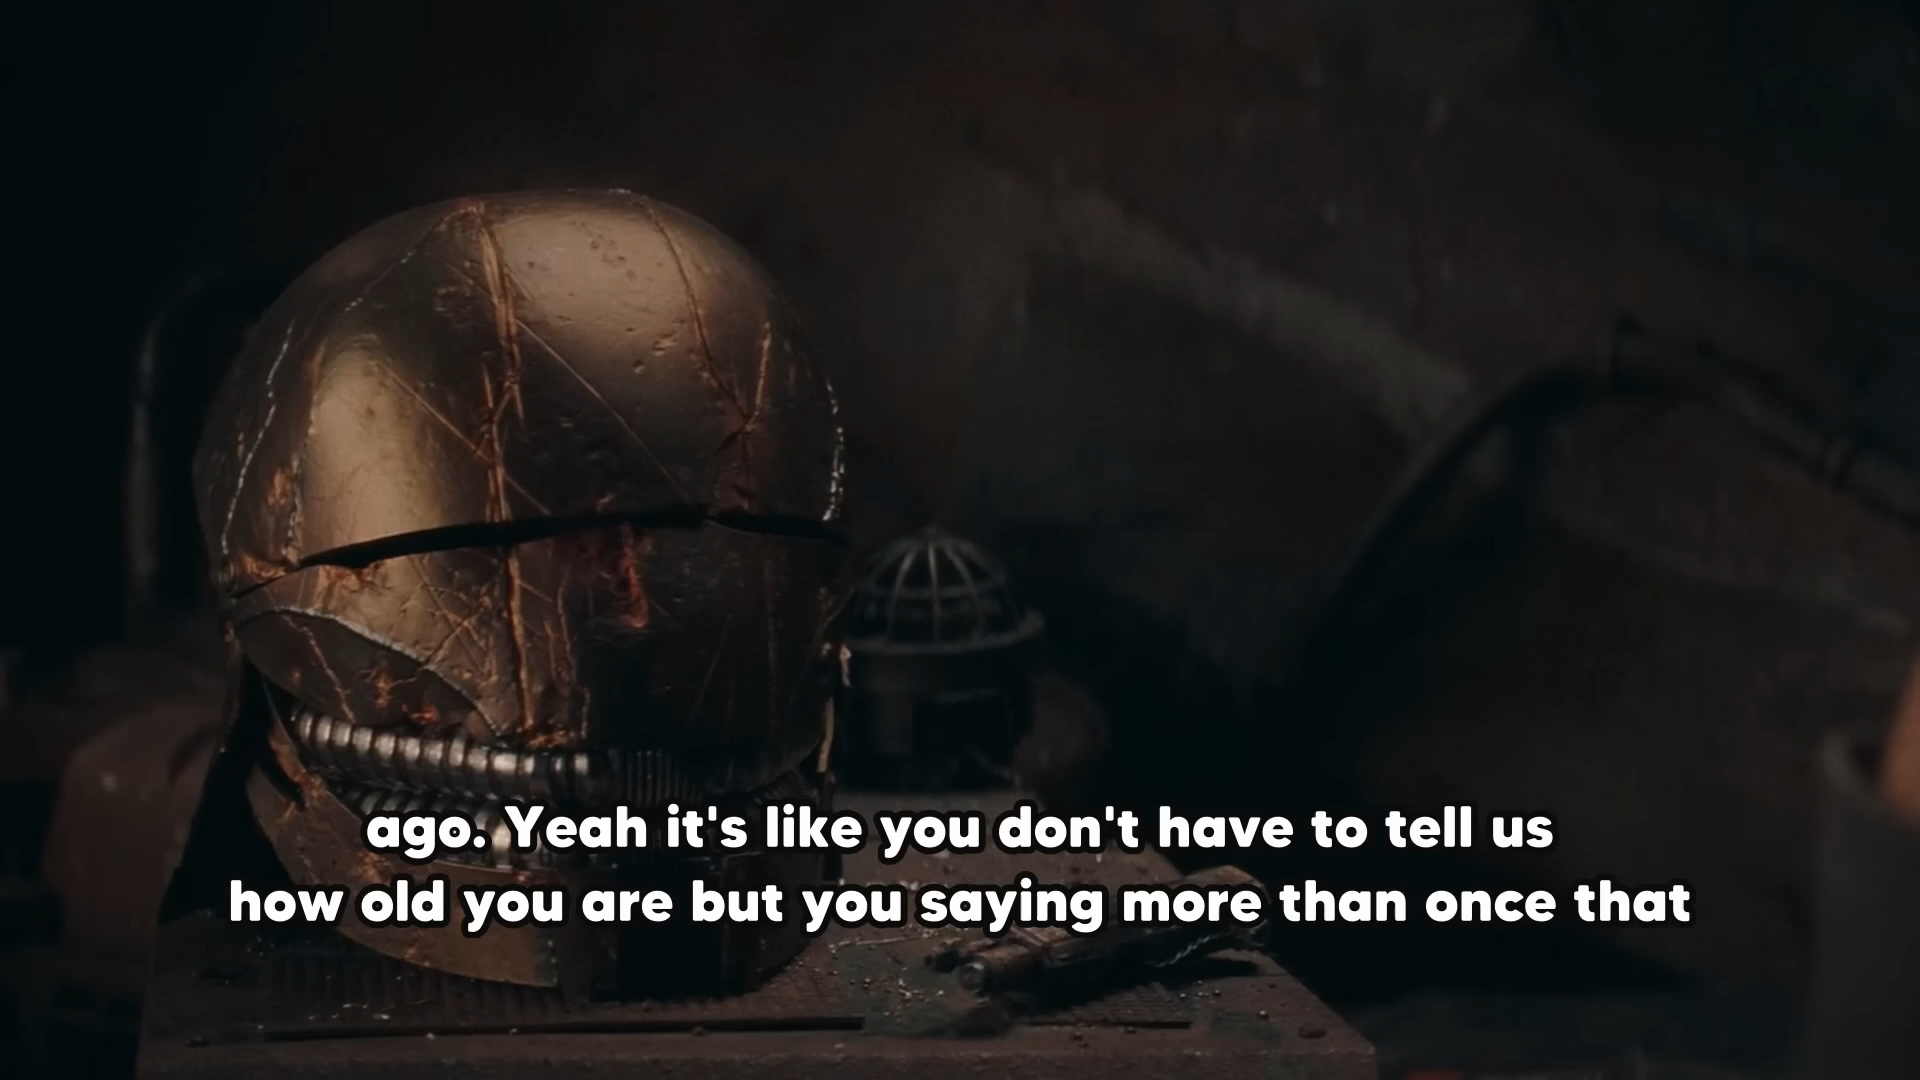 ago. Yeah it's like you don't have to tell us
how old you are but you saying more than once that